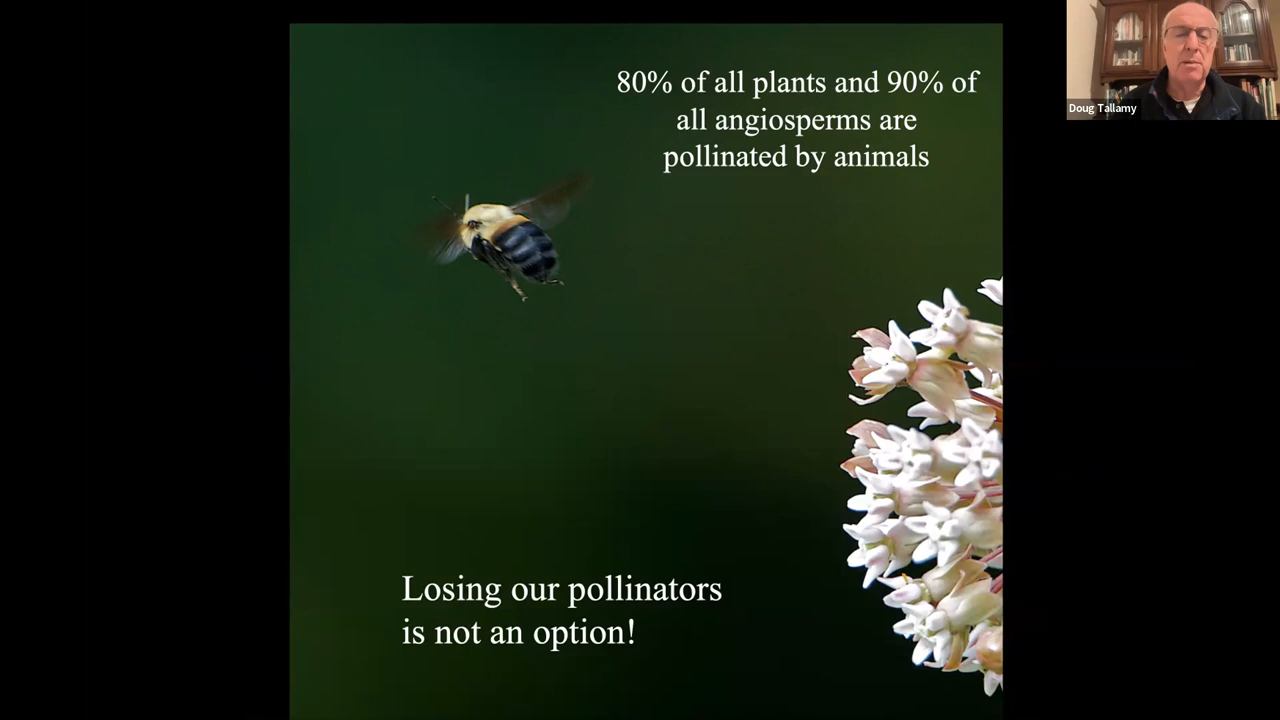 80% of all plants and 90% of
all angiosperms are
pollinated by animals
Doug Tallamy
Losing our pollinators
is not an option!